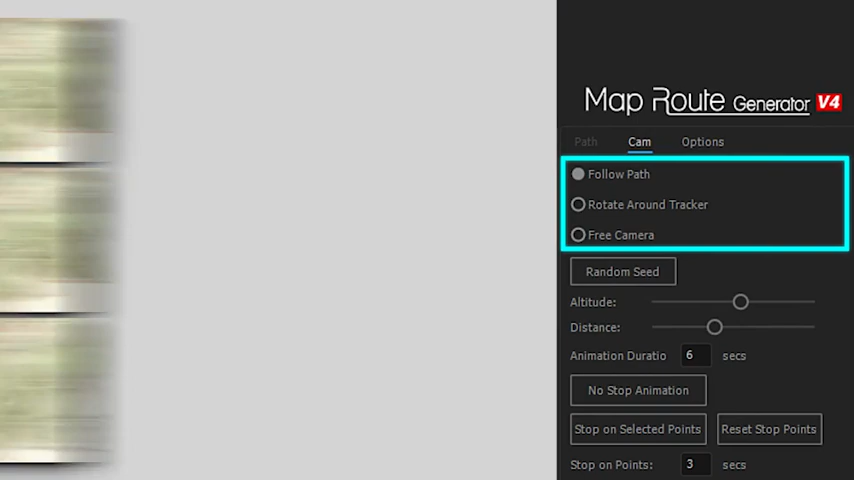 Map Route Generator V4
Path Cam Options
Follow Path
Rotate Around Tracker
Free Camera
Random Seed
Altitude:
Distance:
Animation Duratio 6 secs
No Stop Animation
Stop on Selected Points Reset Stop Points
Stop on Points: 3 secs